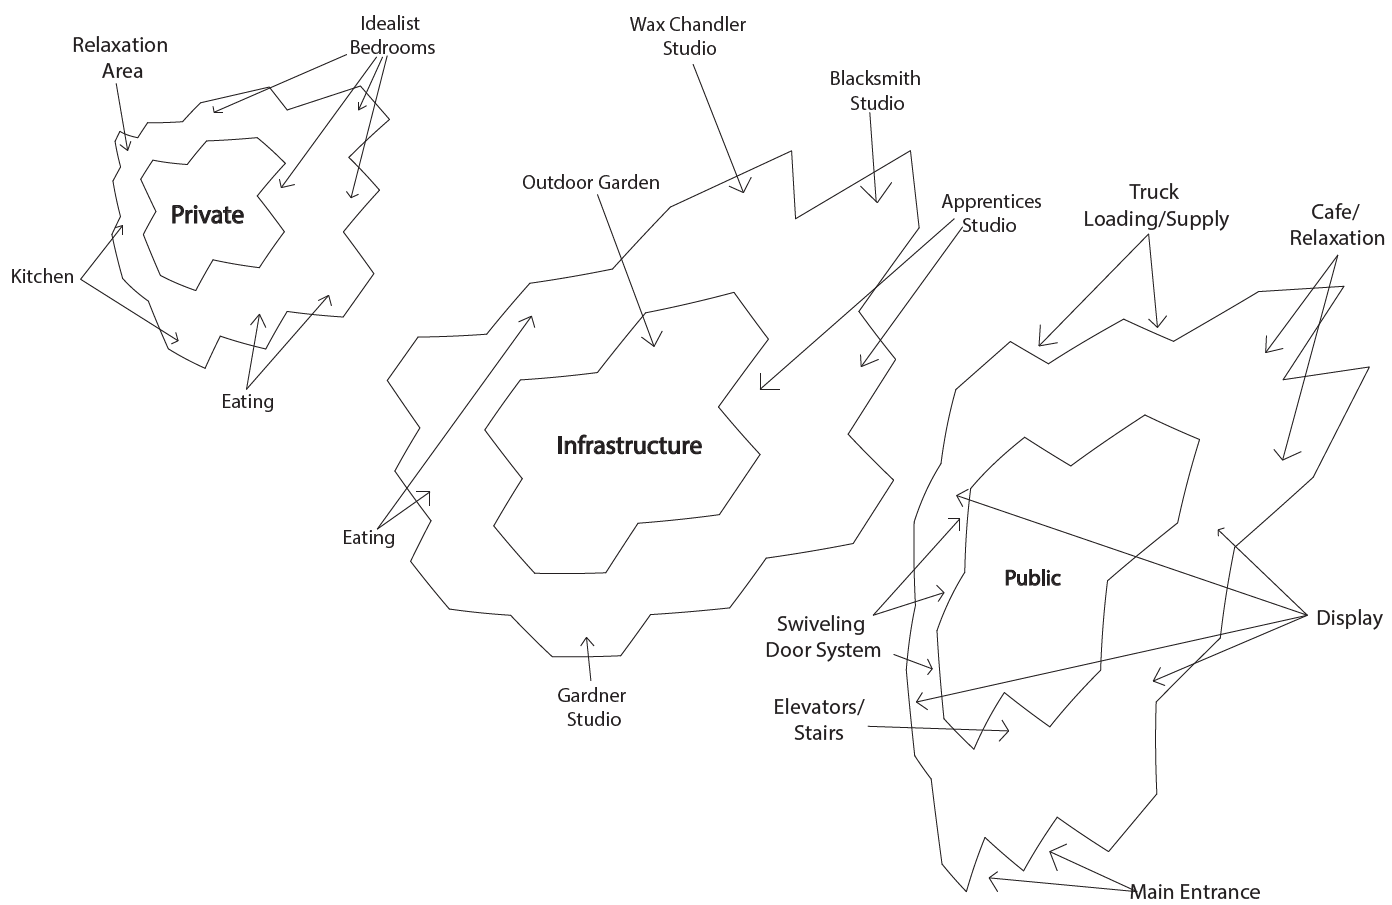 Idealist
Bedrooms
Relaxation
Area
Private
Kitchen
Eating
Wax Chandler
Studio
Blacksmith
Studio
Outdoor Garden
Apprentices
Studio
Infrastructure
Eating
Gardner
Studio
Truck
Loading/Supply
Cafe/
Relaxation
Public
Swiveling
Door System
Display
Elevators/
Stairs
Main Entrance